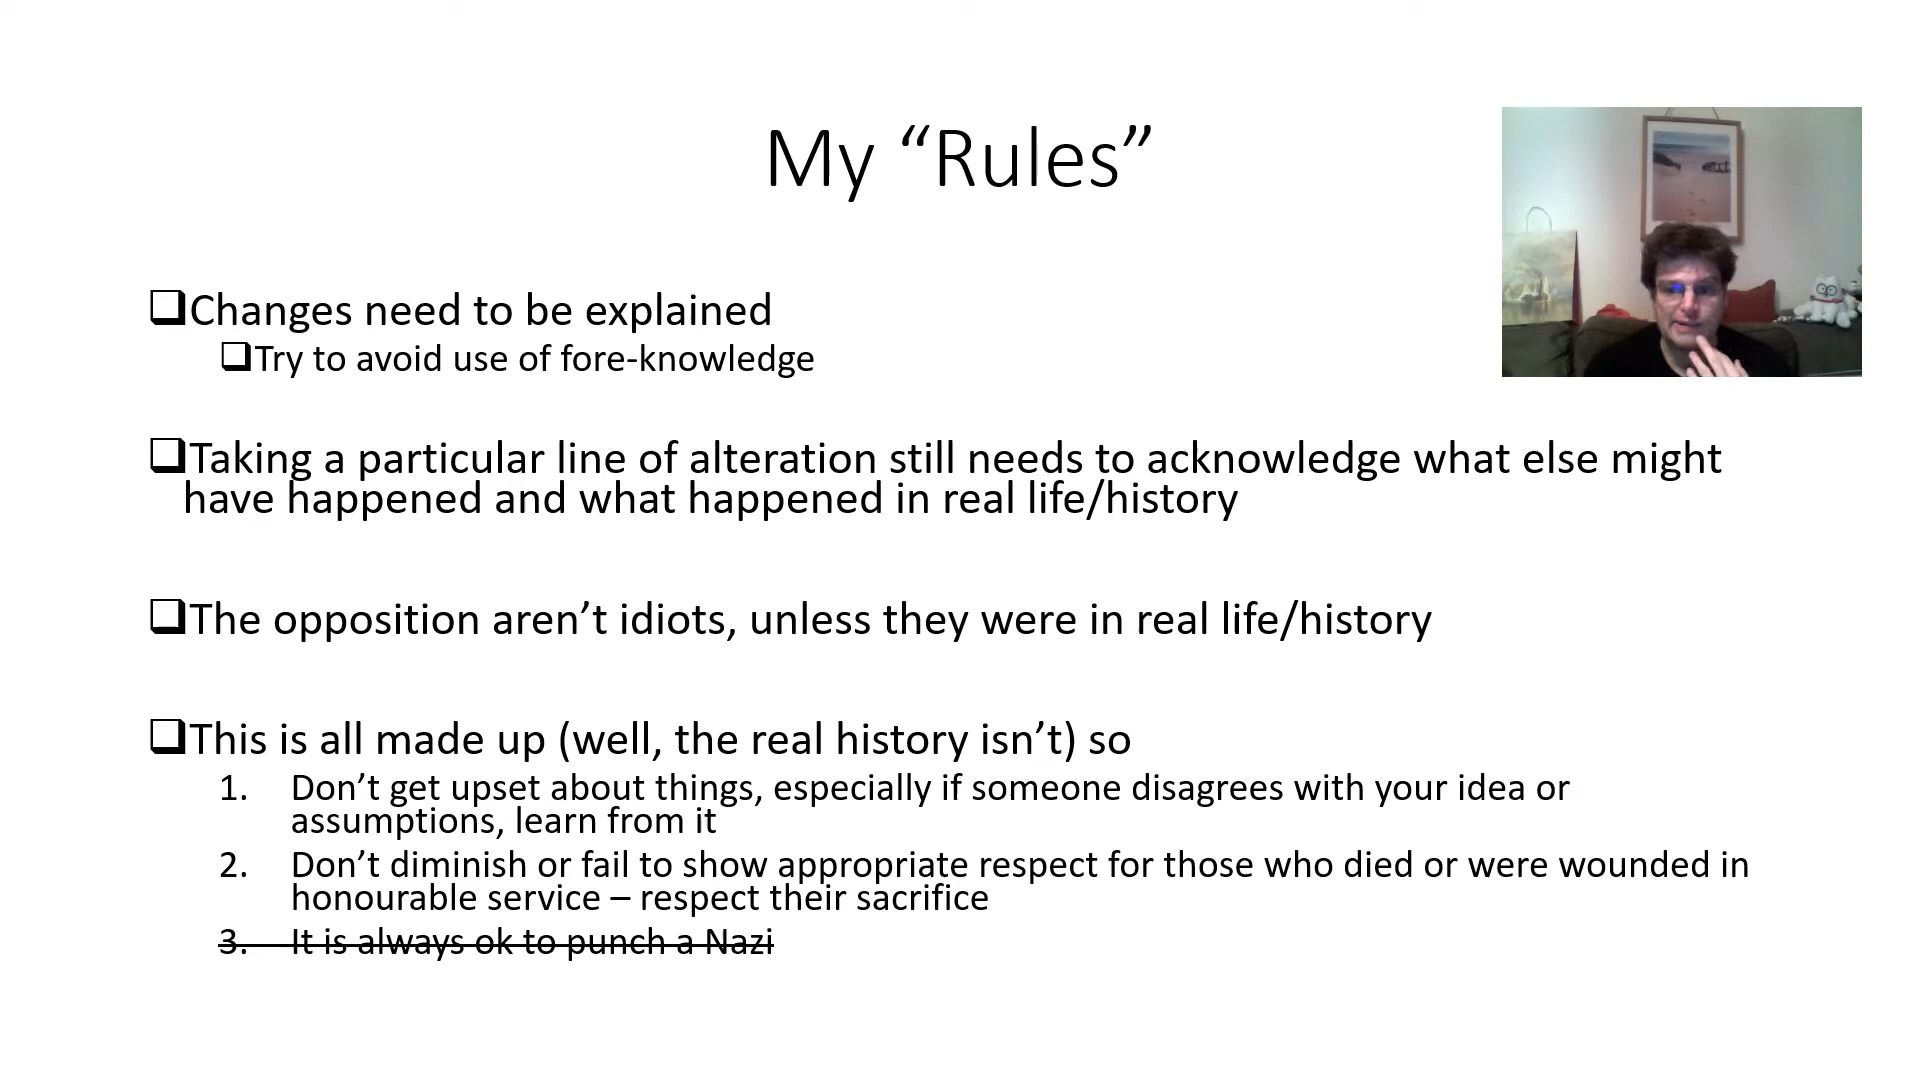 My “Rules”
❑Changes need to be explained
❑Try to avoid use of fore-knowledge
❑Taking a particular line of alteration still needs to acknowledge what else might
have happened and what happened in real life/history
❑The opposition aren’t idiots, unless they were in real life/history
❑This is all made up (well, the real history isn’t) so
1. Don’t get upset about things, especially if someone disagrees with your idea or
assumptions, learn from it
2. Don’t diminish or fail to show appropriate respect for those who died or were wounded in
honourable service – respect their sacrifice
3. It is always ok to punch a Nazi